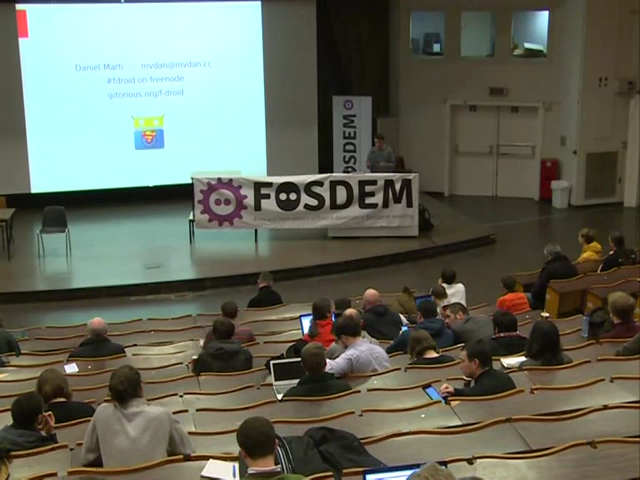 Daniel Martí mvdan@mvdan.cc
#fdroid on freenode
gitorious.org/f-droid
FOSDEM
FOSDEM